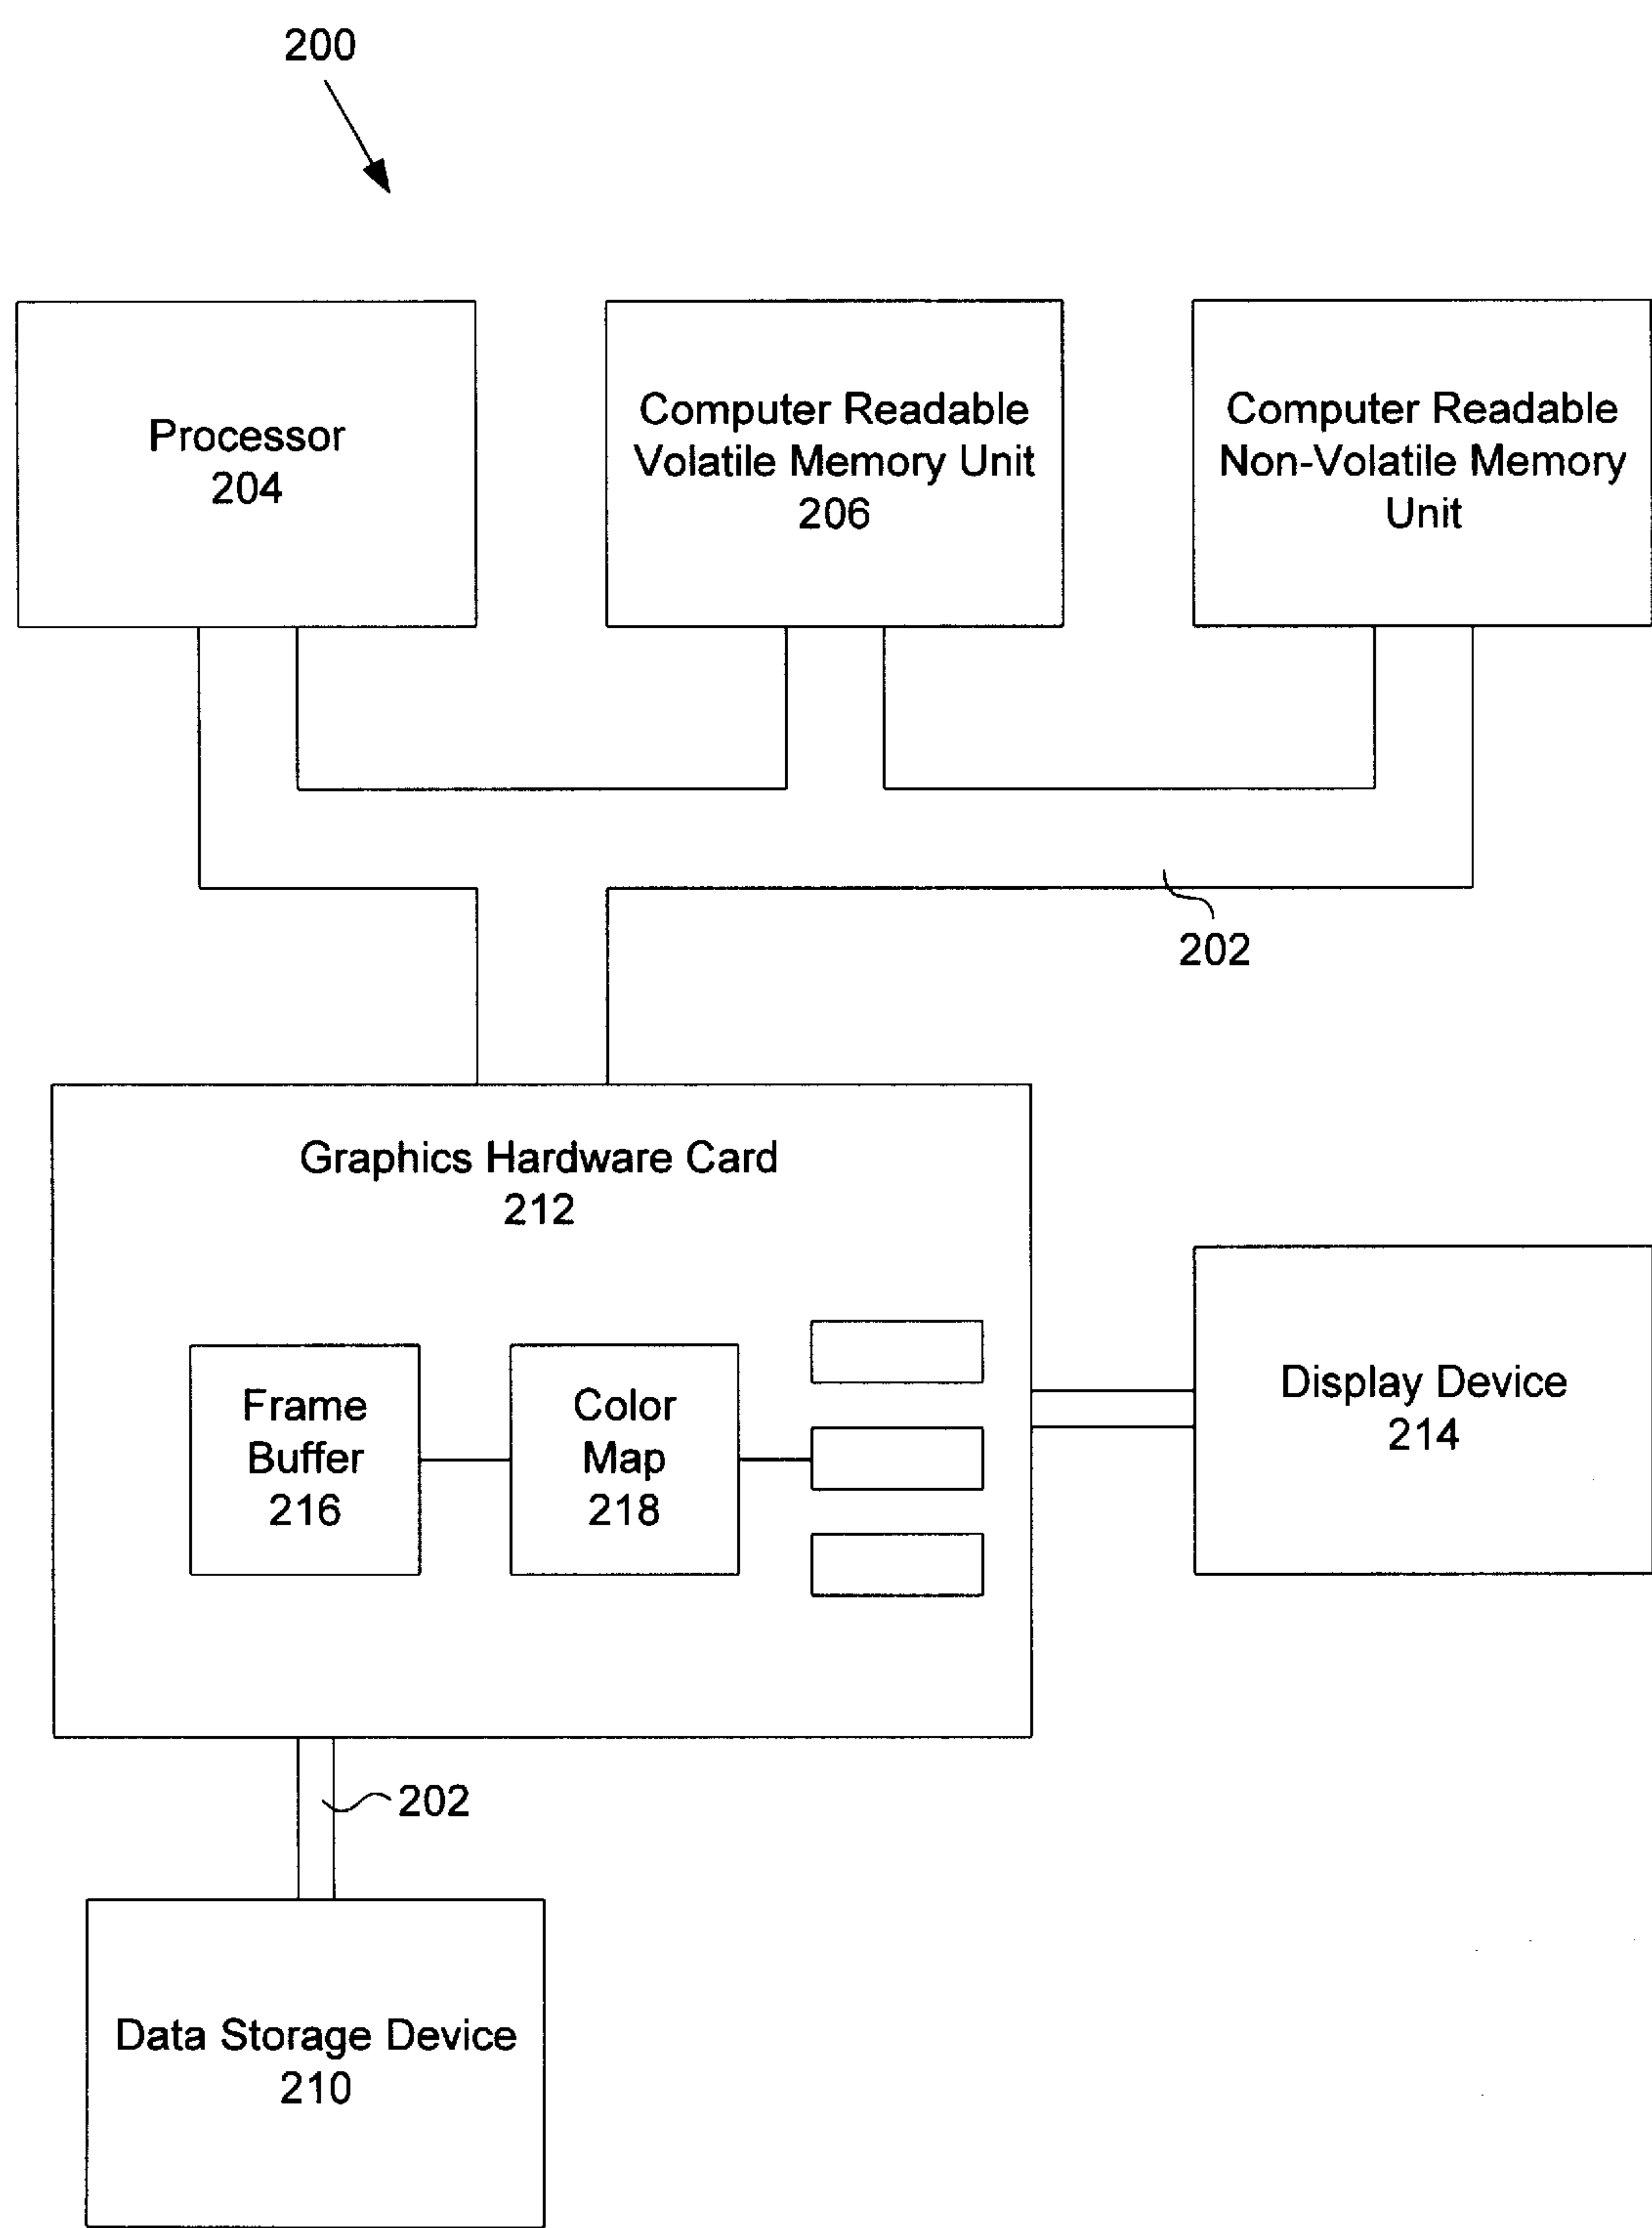 200
Processor
204
Computer Readable
Volatile Memory Unit
206
Computer Readable
Non-Volatile Memory
Unit
202
Graphics Hardware Card
212
Frame
Buffer
216
Color
Map
218
Display Device
214
202
Data Storage Device
210